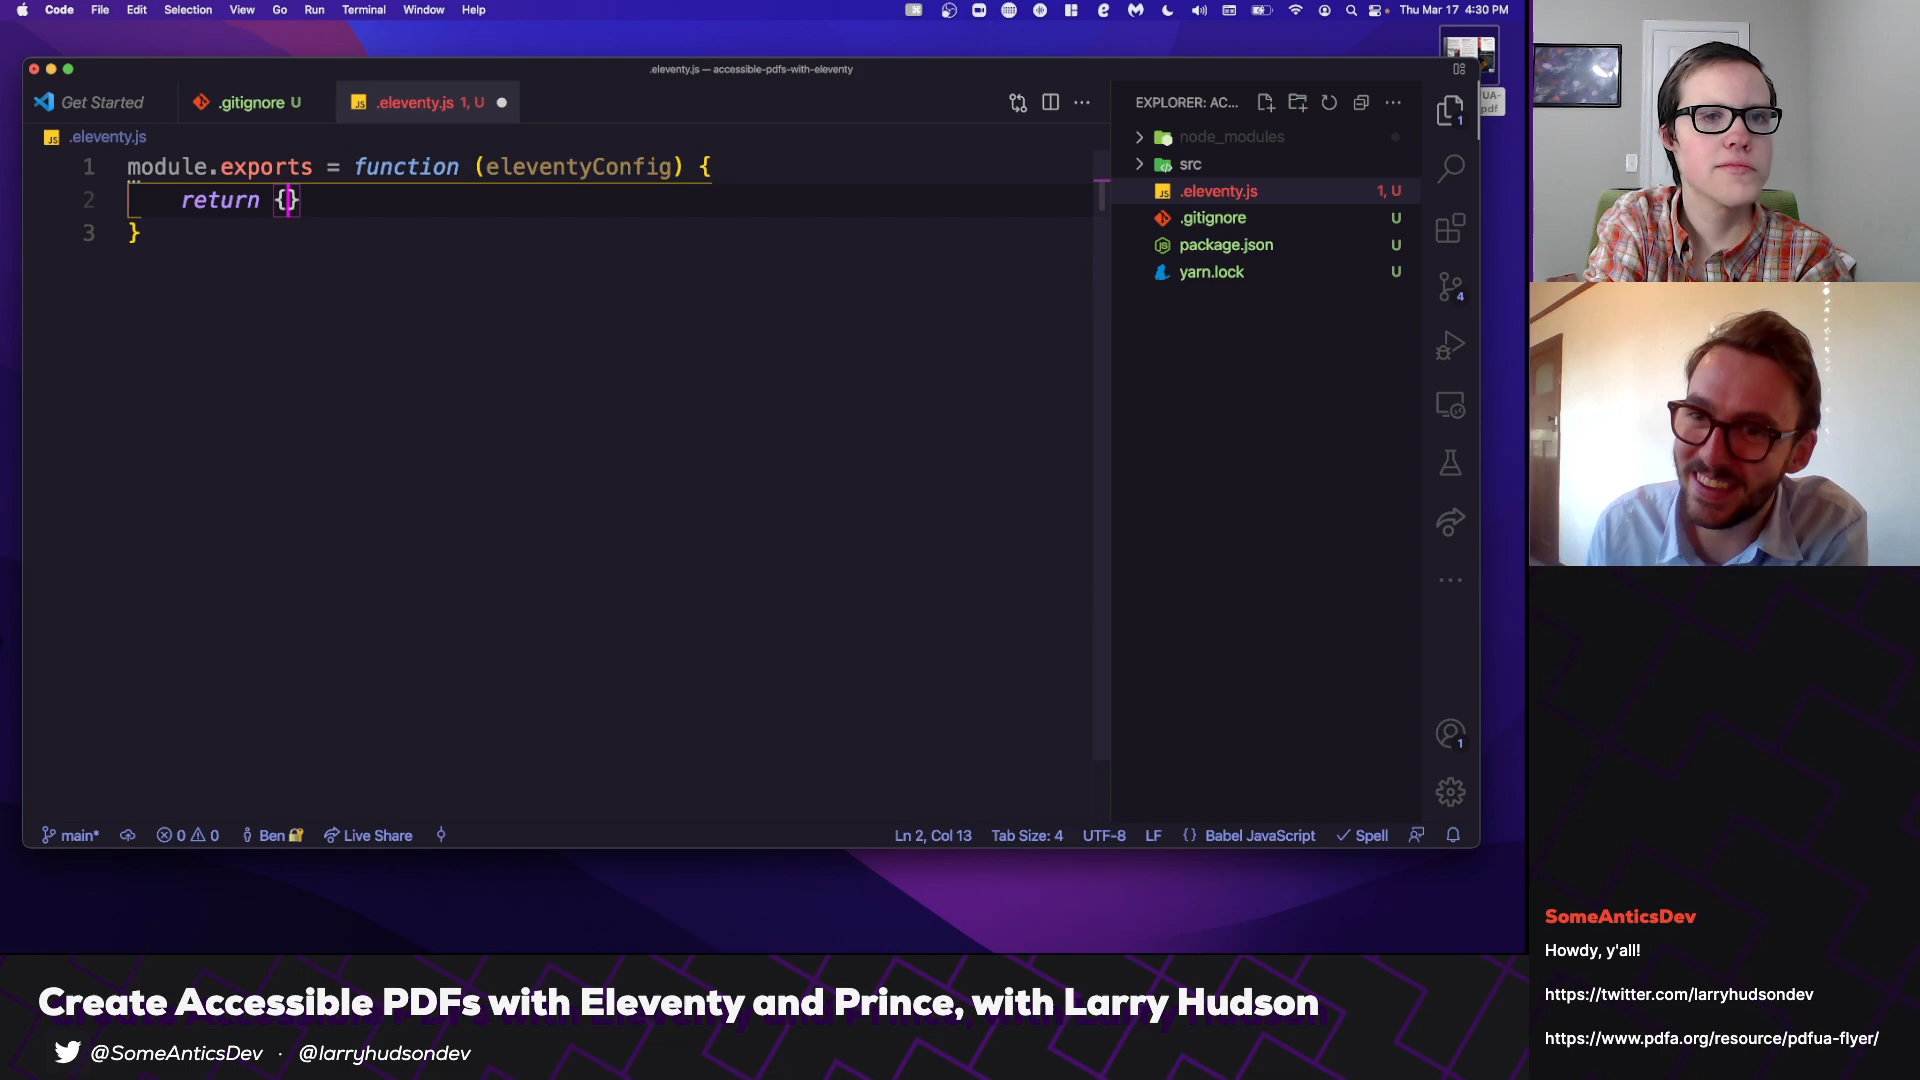 Code File Edit Selection View Go Run Terminal Window Help Thu Mar 17 4:30 PM
.eleventy.js — accessible-pdfs-with-eleventy
Get Started .gitignore U .eleventy.js 1, U
EXPLORER: AC...
UA-
pdf
.eleventy.js
1 module.exports = function (eleventyConfig) {
2 return {}
3 }
node_modules
src
.eleventy.js 1, U
.gitignore U
package.json U
yarn.lock U
1
4
1
main* 0 0 Ben Live Share Ln 2, Col 13 Tab Size: 4 UTF-8 LF {} Babel JavaScript Spell
SomeAnticsDev
Howdy, y'all!
https://twitter.com/larryhudsondev
https://www.pdfa.org/resource/pdfua-flyer/
Create Accessible PDFs with Eleventy and Prince, with Larry Hudson
@SomeAnticsDev · @larryhudsondev